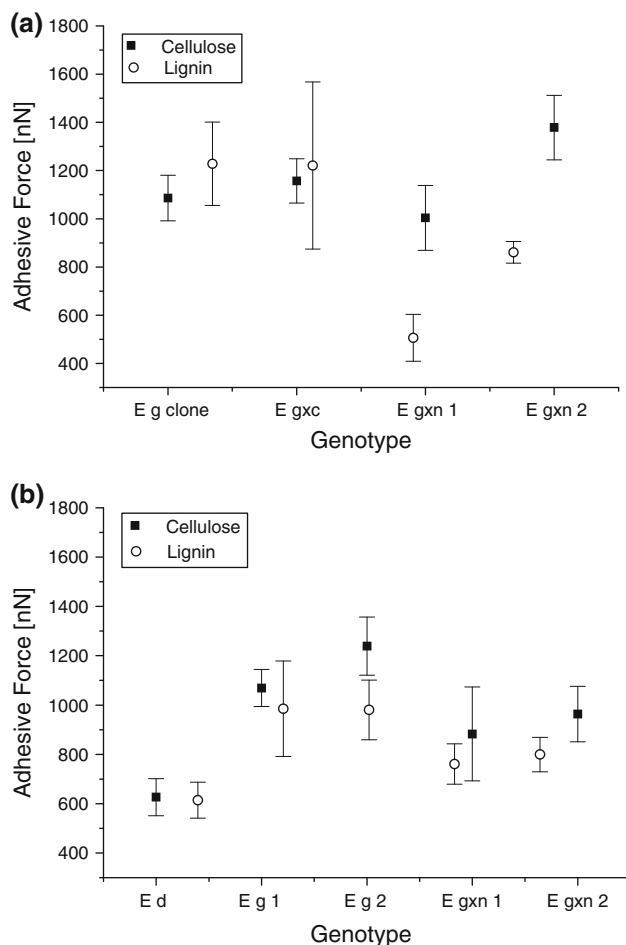 (a)
1800
1600
1400
1200
1000
800
600
400
Adhesive Force [nN]
Cellulose
Lignin
E g clone E gxc E gxn 1 E gxn 2
Genotype
(b)
1800
1600
1400
1200
1000
800
600
400
Adhesive Force [nN]
Cellulose
Lignin
E d E g 1 E g 2 E gxn 1 E gxn 2
Genotype